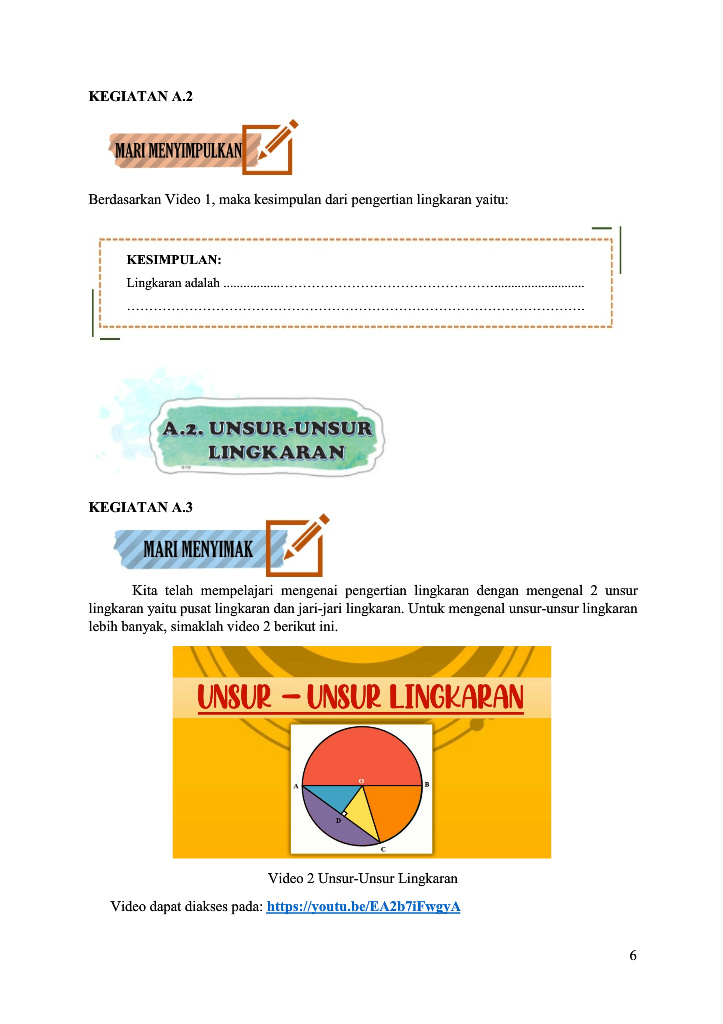 KEGIATAN A.2
MARI MENYIMPULKAN
Berdasarkan Video 1, maka kesimpulan dari pengertian lingkaran yaitu:
KESIMPULAN:
Lingkaran adalah ..................................................................................................
..................................................................................................
A.2. UNSUR-UNSUR
LINGKARAN
KEGIATAN A.3
MARI MENYIMAK
Kita telah mempelajari mengenai pengertian lingkaran dengan mengenal 2 unsur
lingkaran yaitu pusat lingkaran dan jari-jari lingkaran. Untuk mengenal unsur-unsur lingkaran
lebih banyak, simaklah video 2 berikut ini.
UNSUR – UNSUR LINGKARAN
O
A
B
D
C
Video 2 Unsur-Unsur Lingkaran
Video dapat diakses pada: https://youtu.be/EA2b7iFwgyA
6